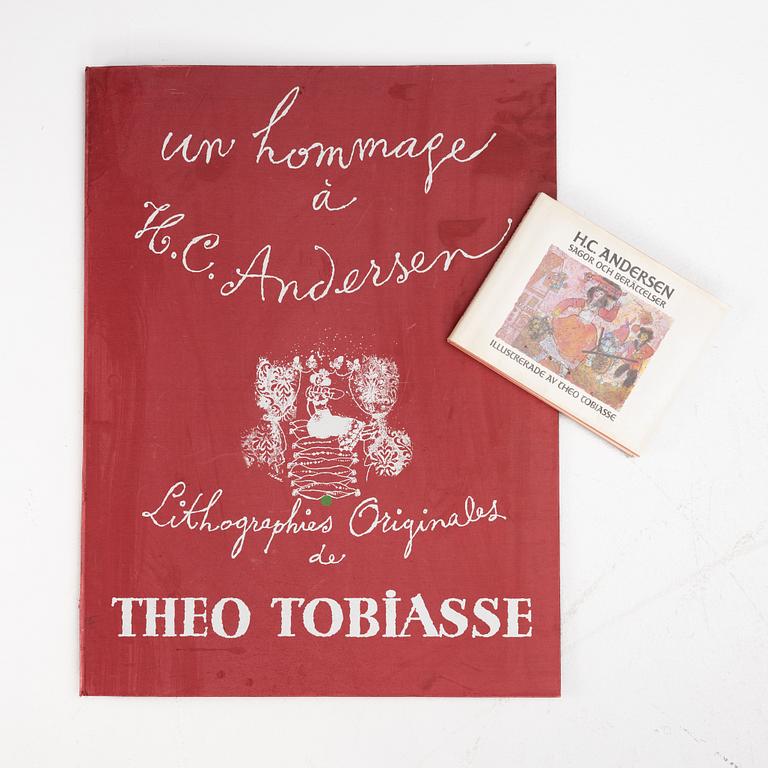 un hommage
à
H.C. Andersen
Lithographies Originales
de
THEO TOBiASSE
H.C. ANDERSEN
SAGOR OCH BERÄTTELSER
ILLUSTRERADE AV THEO TOBIASSE